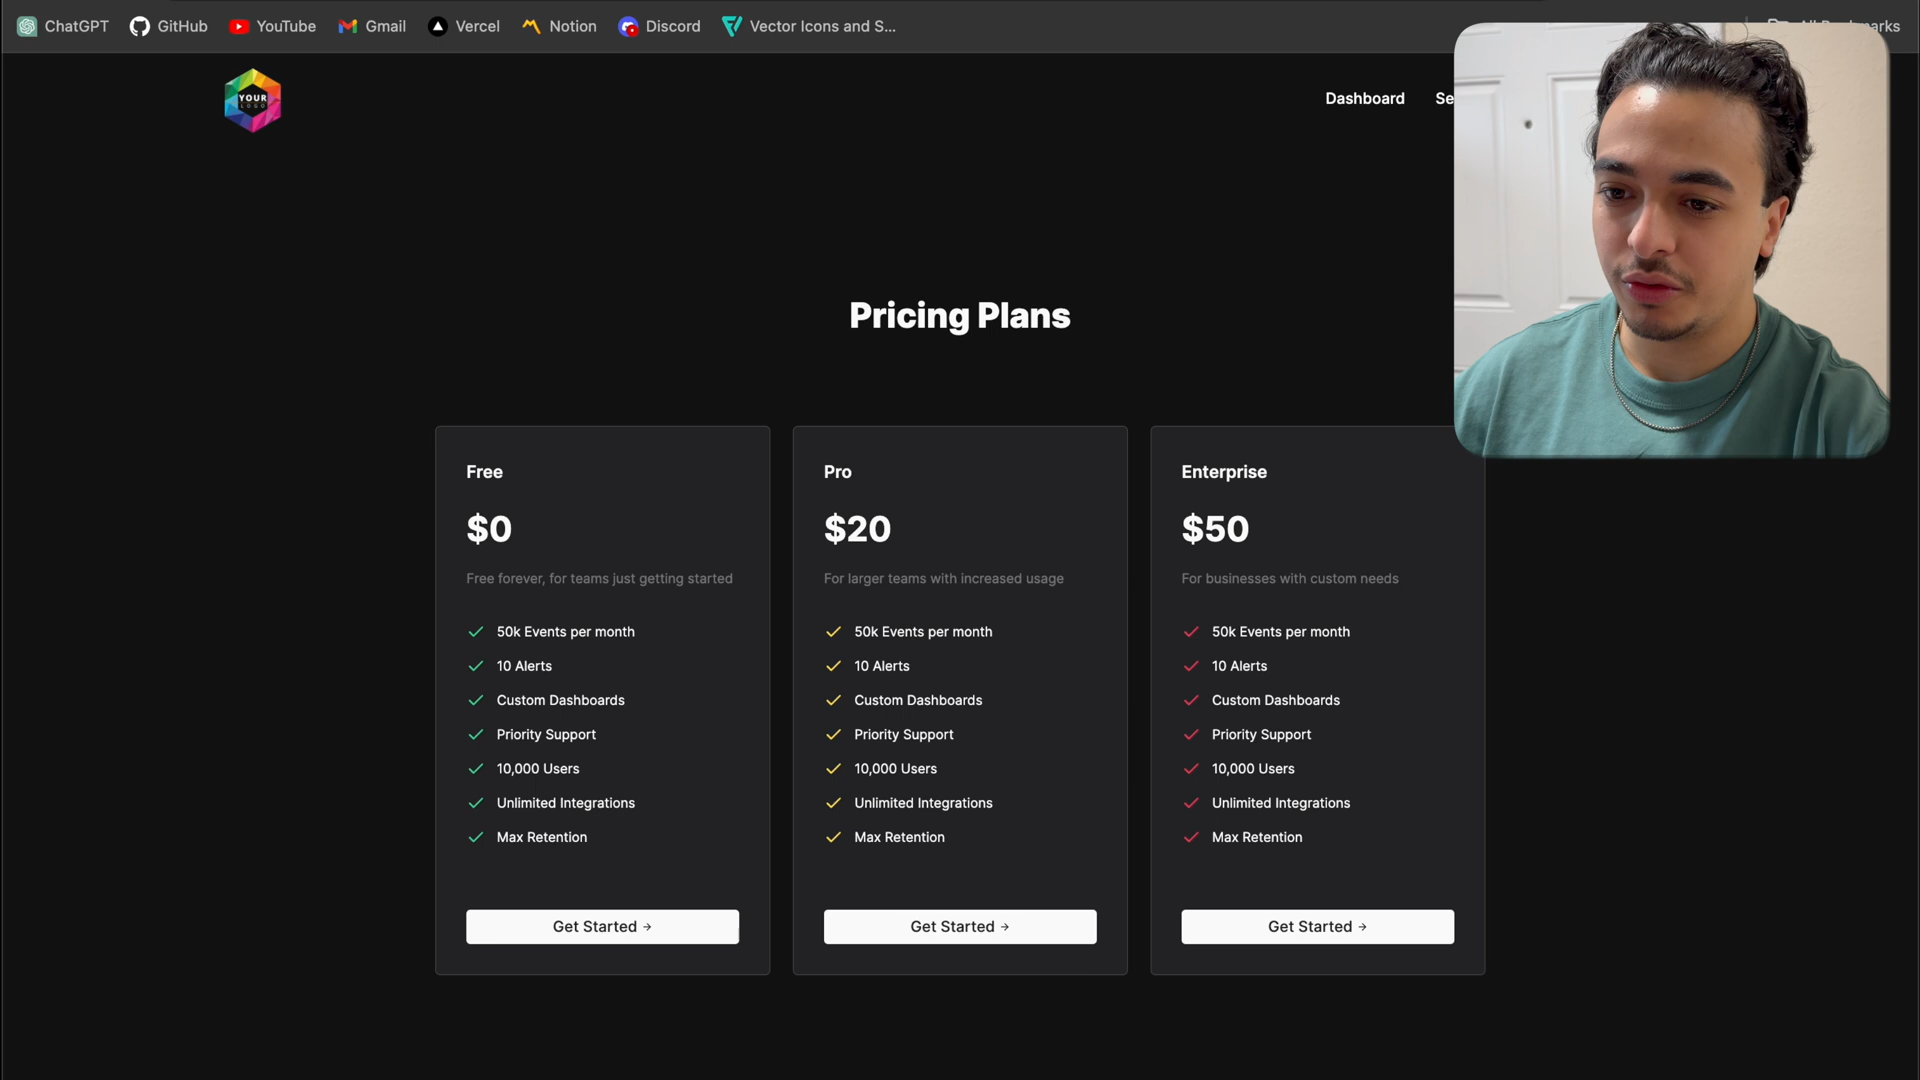 ChatGPT GitHub YouTube Gmail Vercel Notion Discord Vector Icons and S...
YOUR
LOGO
Dashboard
Pricing Plans
Free
$0
Free forever, for teams just getting started
50k Events per month
10 Alerts
Custom Dashboards
Priority Support
10,000 Users
Unlimited Integrations
Max Retention
Get Started →
Pro
$20
For larger teams with increased usage
50k Events per month
10 Alerts
Custom Dashboards
Priority Support
10,000 Users
Unlimited Integrations
Max Retention
Get Started →
Enterprise
$50
For businesses with custom needs
50k Events per month
10 Alerts
Custom Dashboards
Priority Support
10,000 Users
Unlimited Integrations
Max Retention
Get Started →